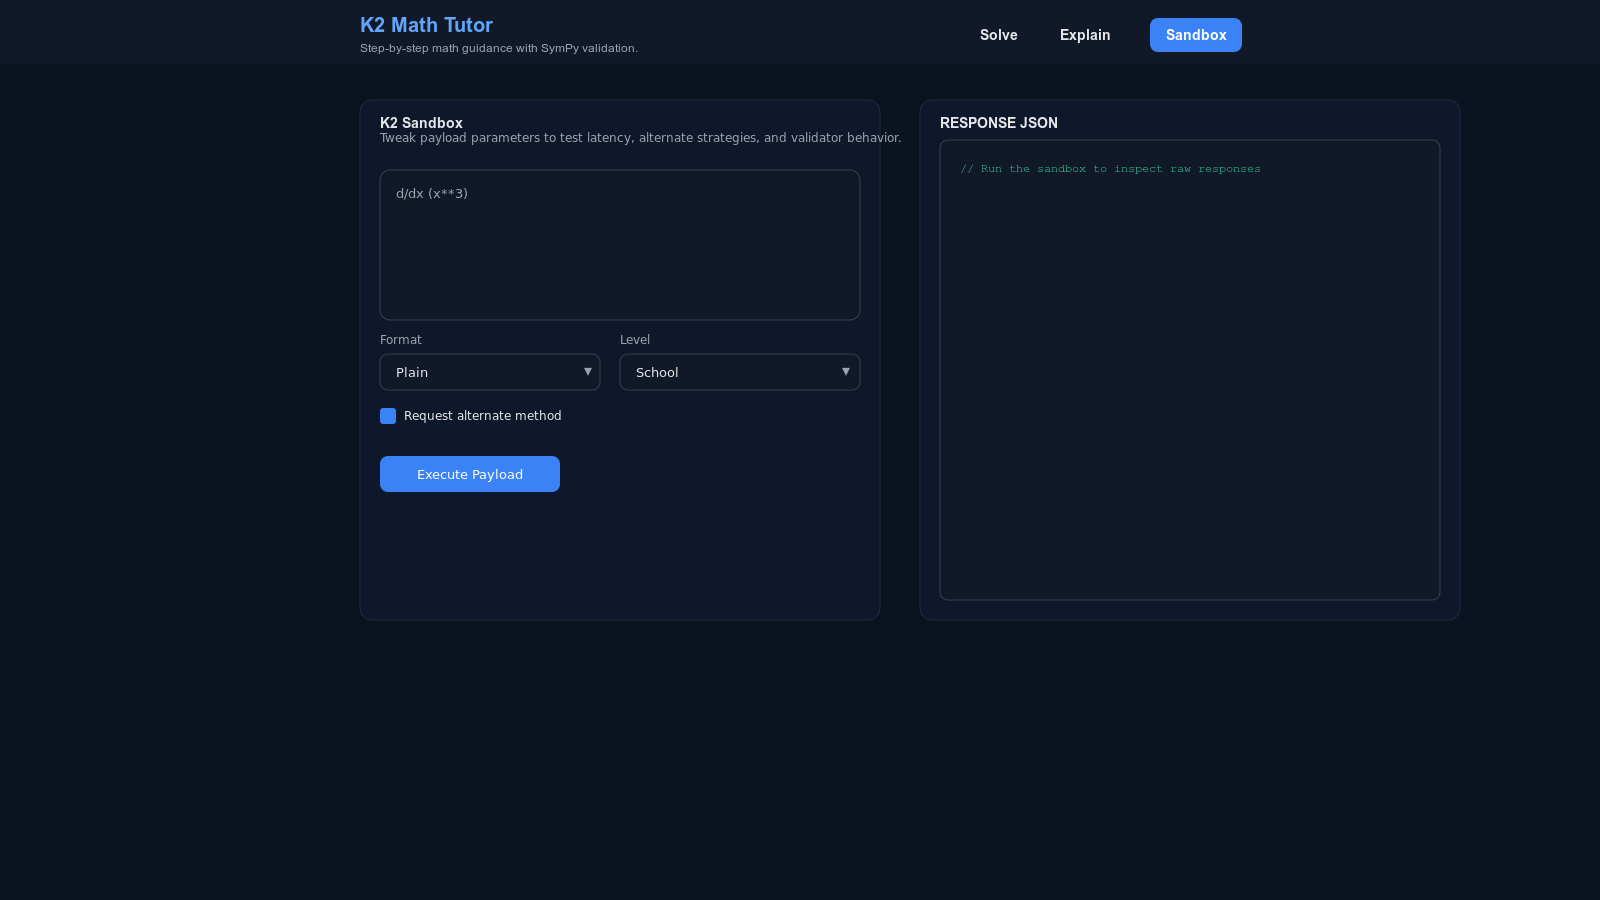 K2 Math Tutor
Step-by-step math guidance with SymPy validation.
Solve
Explain
Sandbox
K2 Sandbox
Tweak payload parameters to test latency, alternate strategies, and validator behavior.
d/dx (x**3)
Format
Level
Plain
School
Request alternate method
Execute Payload
RESPONSE JSON
// Run the sandbox to inspect raw responses